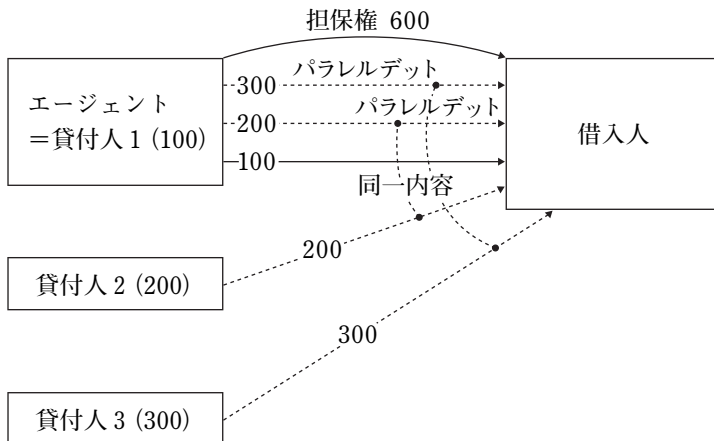 担保権 600
パラレルデット
300
エージェント
＝貸付人 1 (100)
パラレルデット
200
借入人
100
同一内容
200
貸付人 2 (200)
300
貸付人 3 (300)